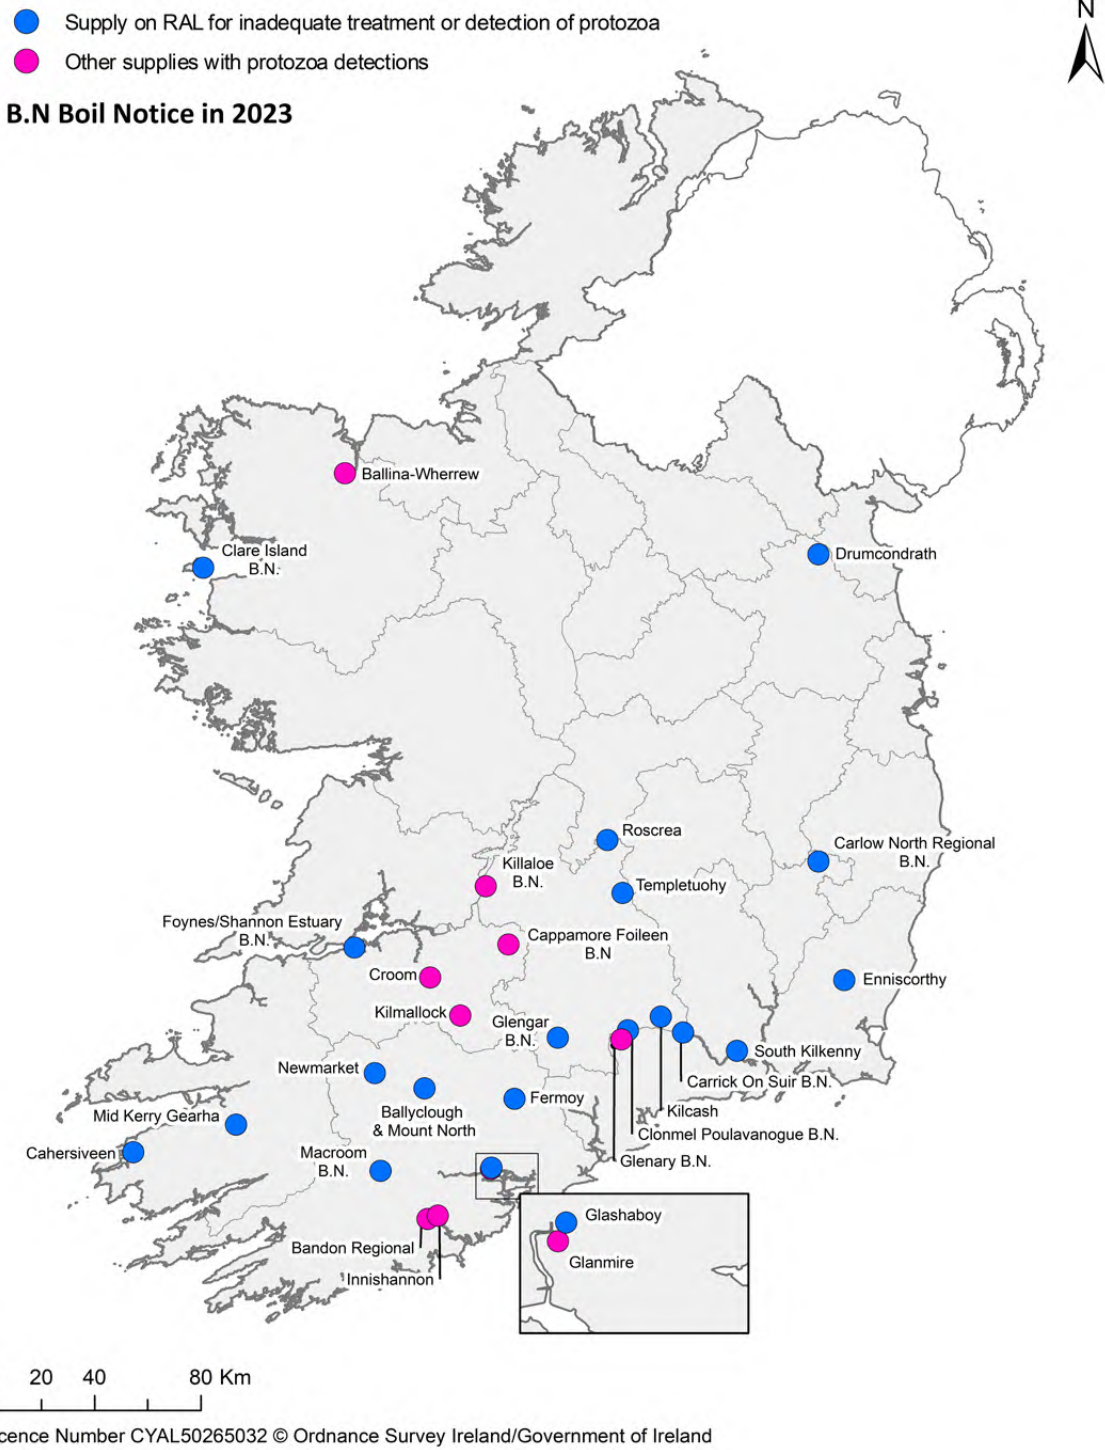 N
Supply on RAL for inadequate treatment or detection of protozoa
Other supplies with protozoa detections
B.N Boil Notice in 2023
Ballina-Wherrew
Clare Island
B.N.
Drumcondrath
Roscrea
Carlow North Regional
B.N.
Killaloe
B.N.
Templetuohy
Foynes/Shannon Estuary
B.N.
Cappamore Foileen
B.N
Croom
Enniscorthy
Kilmallock
Glengar
B.N.
South Kilkenny
Newmarket
Carrick On Suir B.N.
Fermoy
Ballyclough
& Mount North
Kilcash
Mid Kerry Gearha
Clonmel Poulavanogue B.N.
Cahersiveen
Macroom
B.N.
Glenary B.N.
Glashaboy
Bandon Regional
Glanmire
Innishannon
20 40 80 Km
cence Number CYAL50265032 © Ordnance Survey Ireland/Government of Ireland